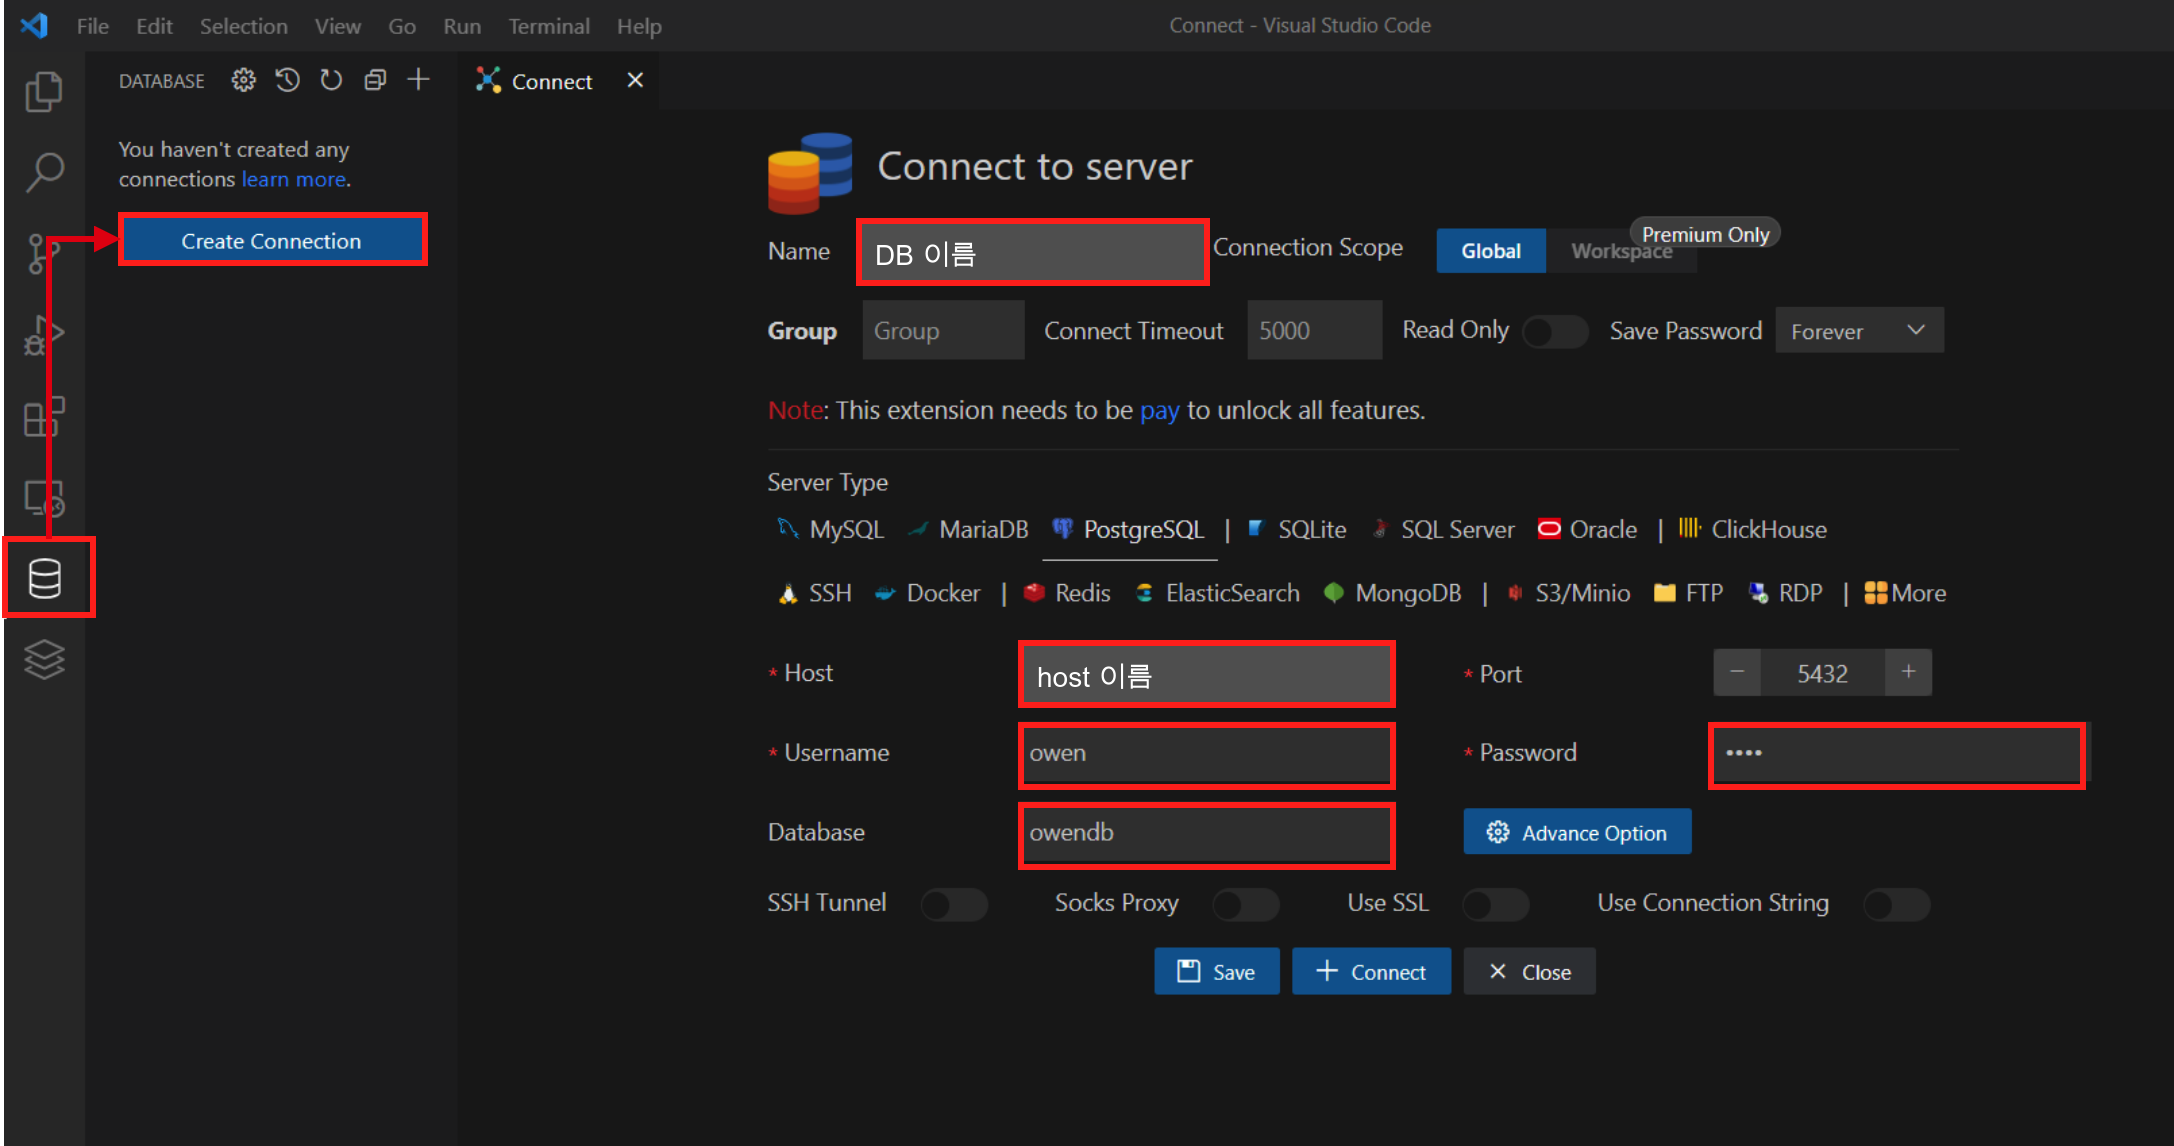 File Edit Selection View Go Run Terminal Help
Connect - Visual Studio Code
DATABASE
Connect
You haven't created any
connections learn more.
Create Connection
Connect to server
Name
DB 이름
Connection Scope
Global
Workspace
Premium Only
Group
Group
Connect Timeout
5000
Read Only
Save Password
Forever
Note: This extension needs to be pay to unlock all features.
Server Type
MySQL MariaDB PostgreSQL | SQLite SQL Server Oracle | ClickHouse
SSH Docker | Redis ElasticSearch MongoDB | S3/Minio FTP RDP | More
* Host
host 이름
* Port
− 5432 +
* Username
owen
* Password
••••
Database
owendb
Advance Option
SSH Tunnel
Socks Proxy
Use SSL
Use Connection String
Save
Connect
Close